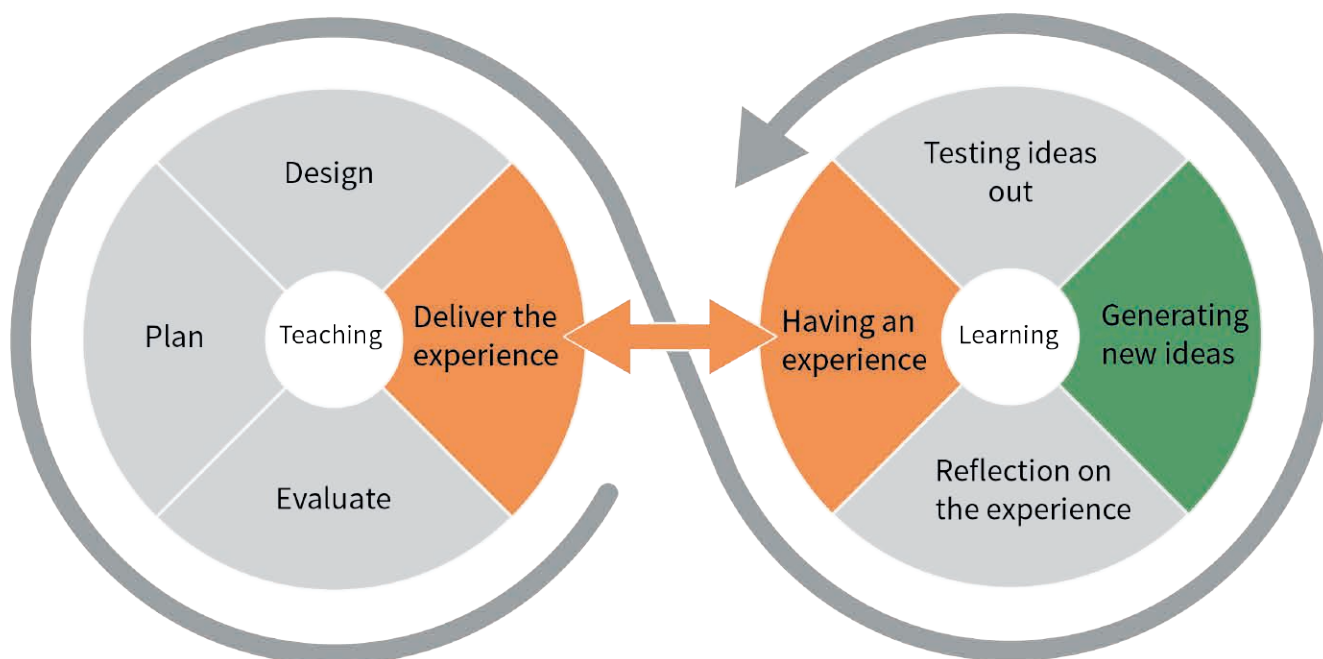 Design
Plan
Teaching
Deliver the
experience
Evaluate
Testing ideas
out
Having an
experience
Learning
Generating
new ideas
Reflection on
the experience